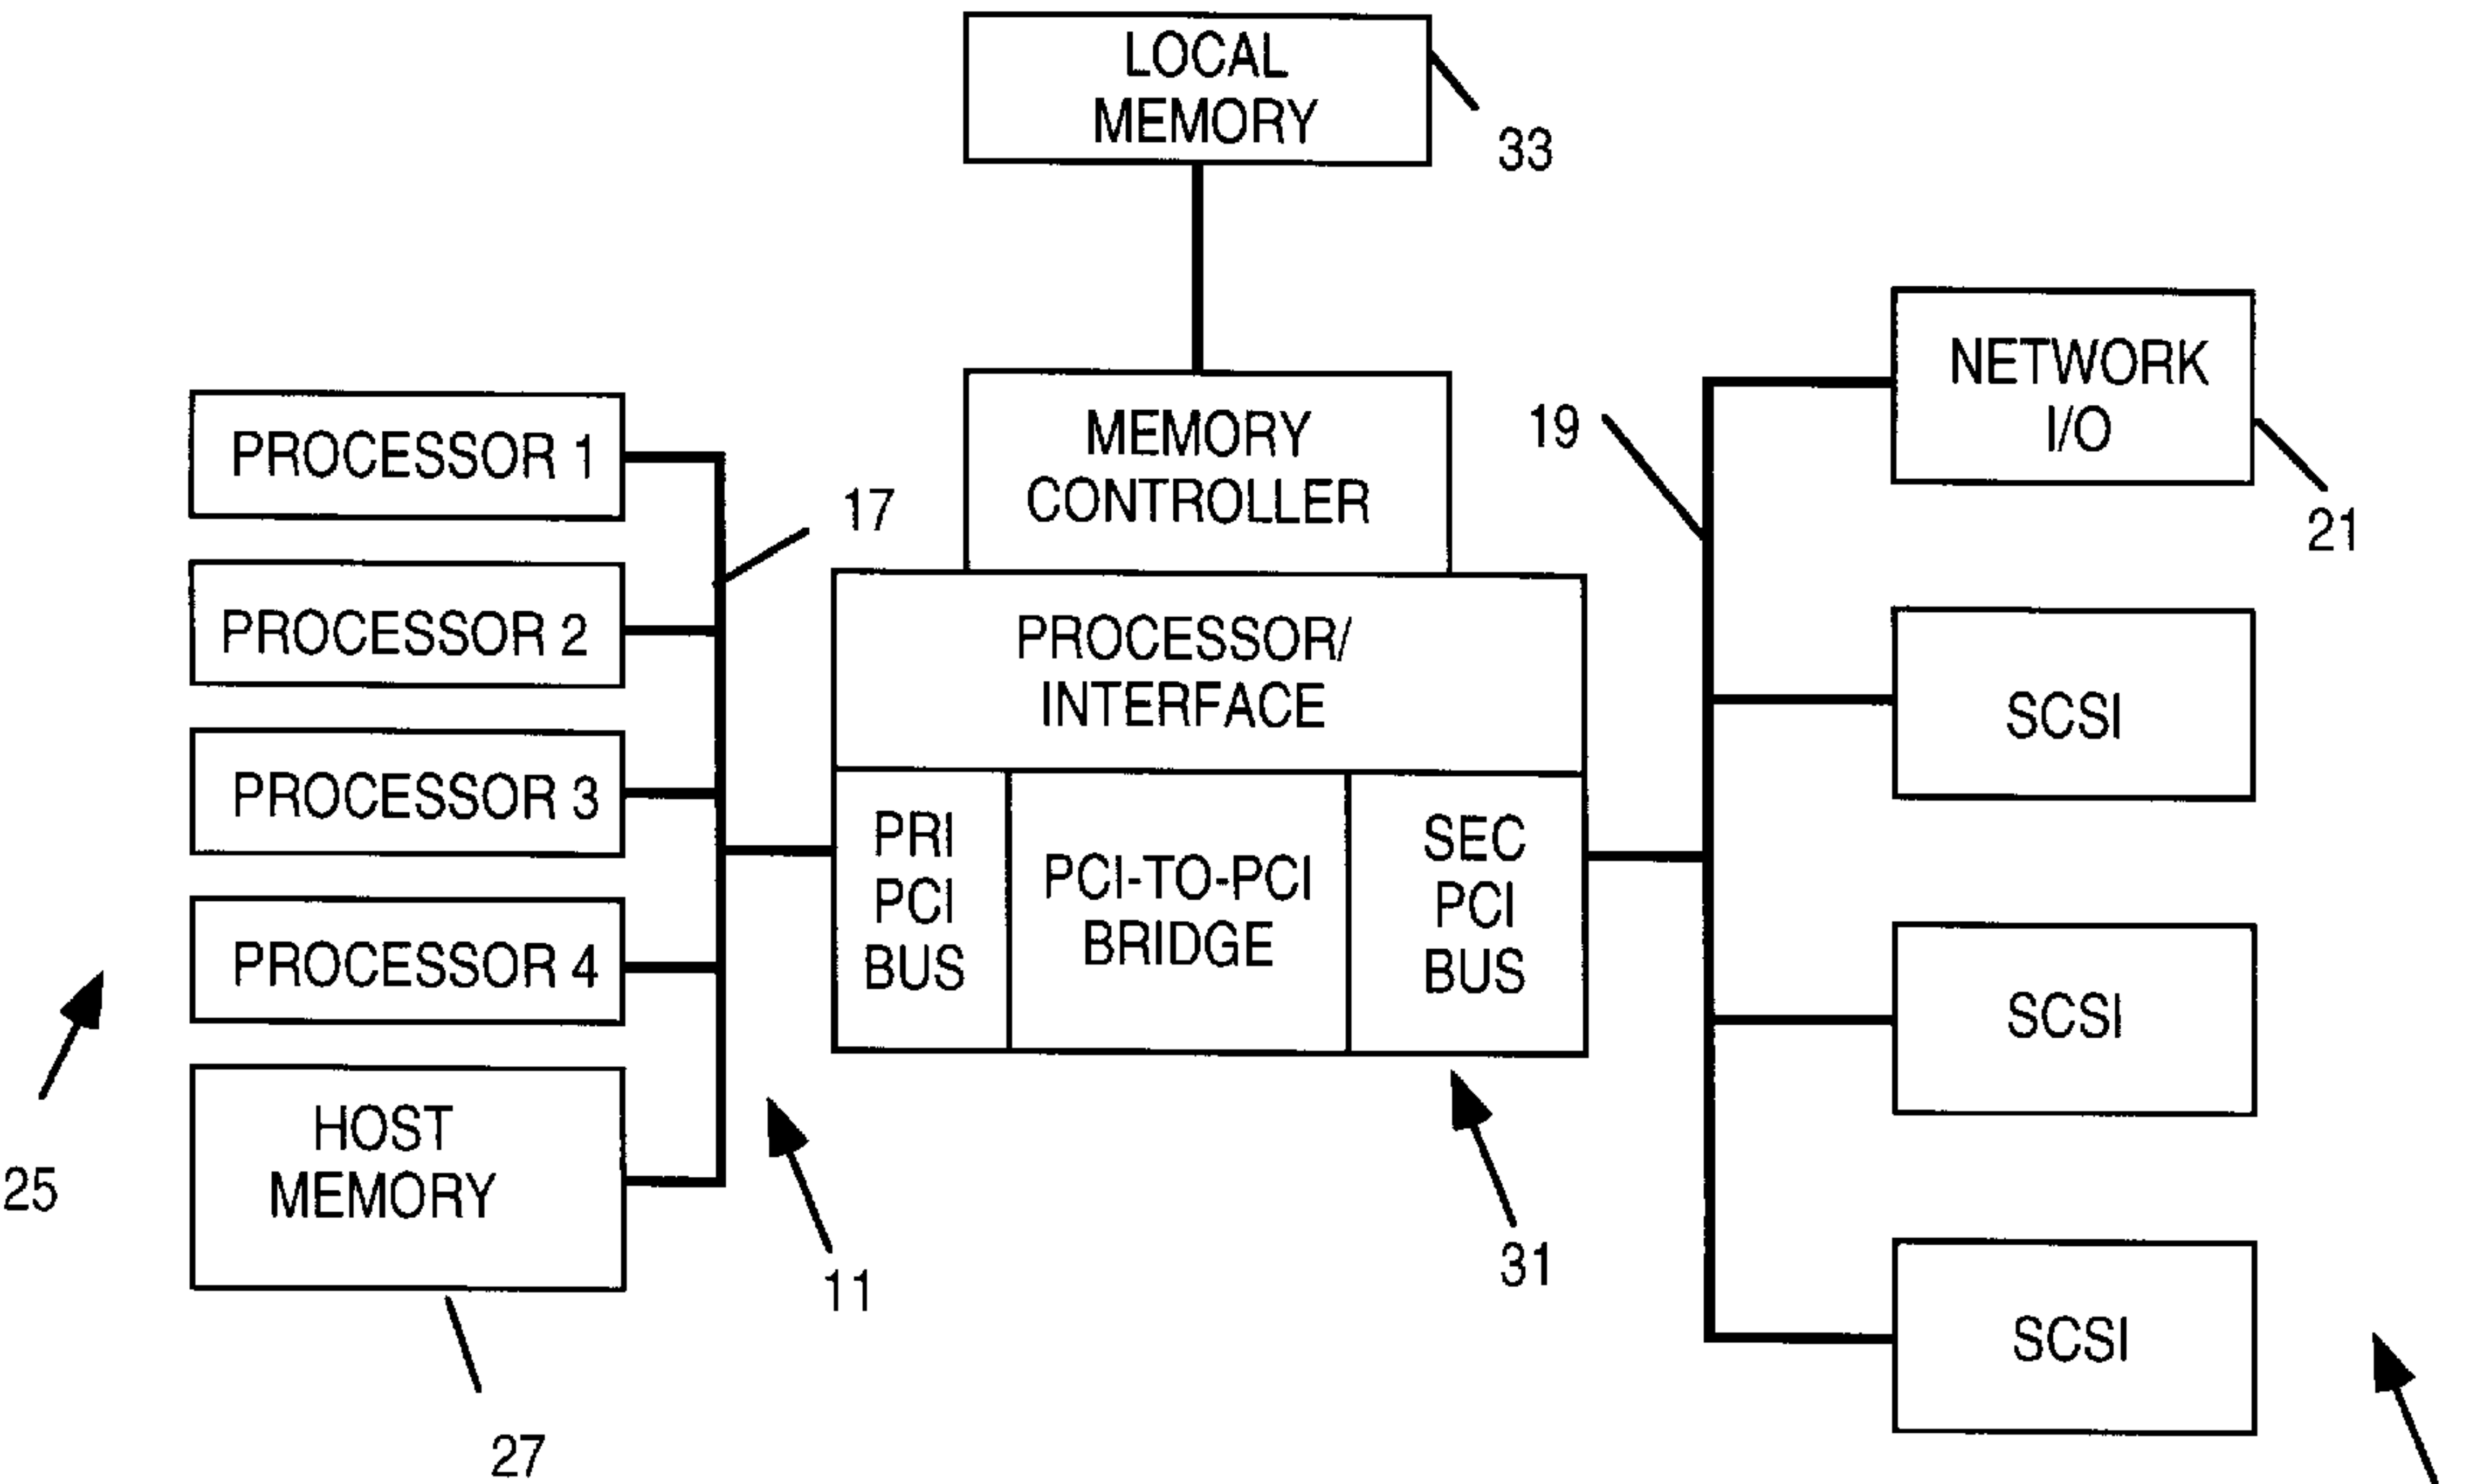 LOCAL
MEMORY
33
NETWORK
I/O
21
19
MEMORY
CONTROLLER
PROCESSOR 1
17
PROCESSOR 2
PROCESSOR/
INTERFACE
SCSI
PROCESSOR 3
PRI
PCI
BUS
PCI-TO-PCI
BRIDGE
SEC
PCI
BUS
PROCESSOR 4
SCSI
25
HOST
MEMORY
11
31
SCSI
27